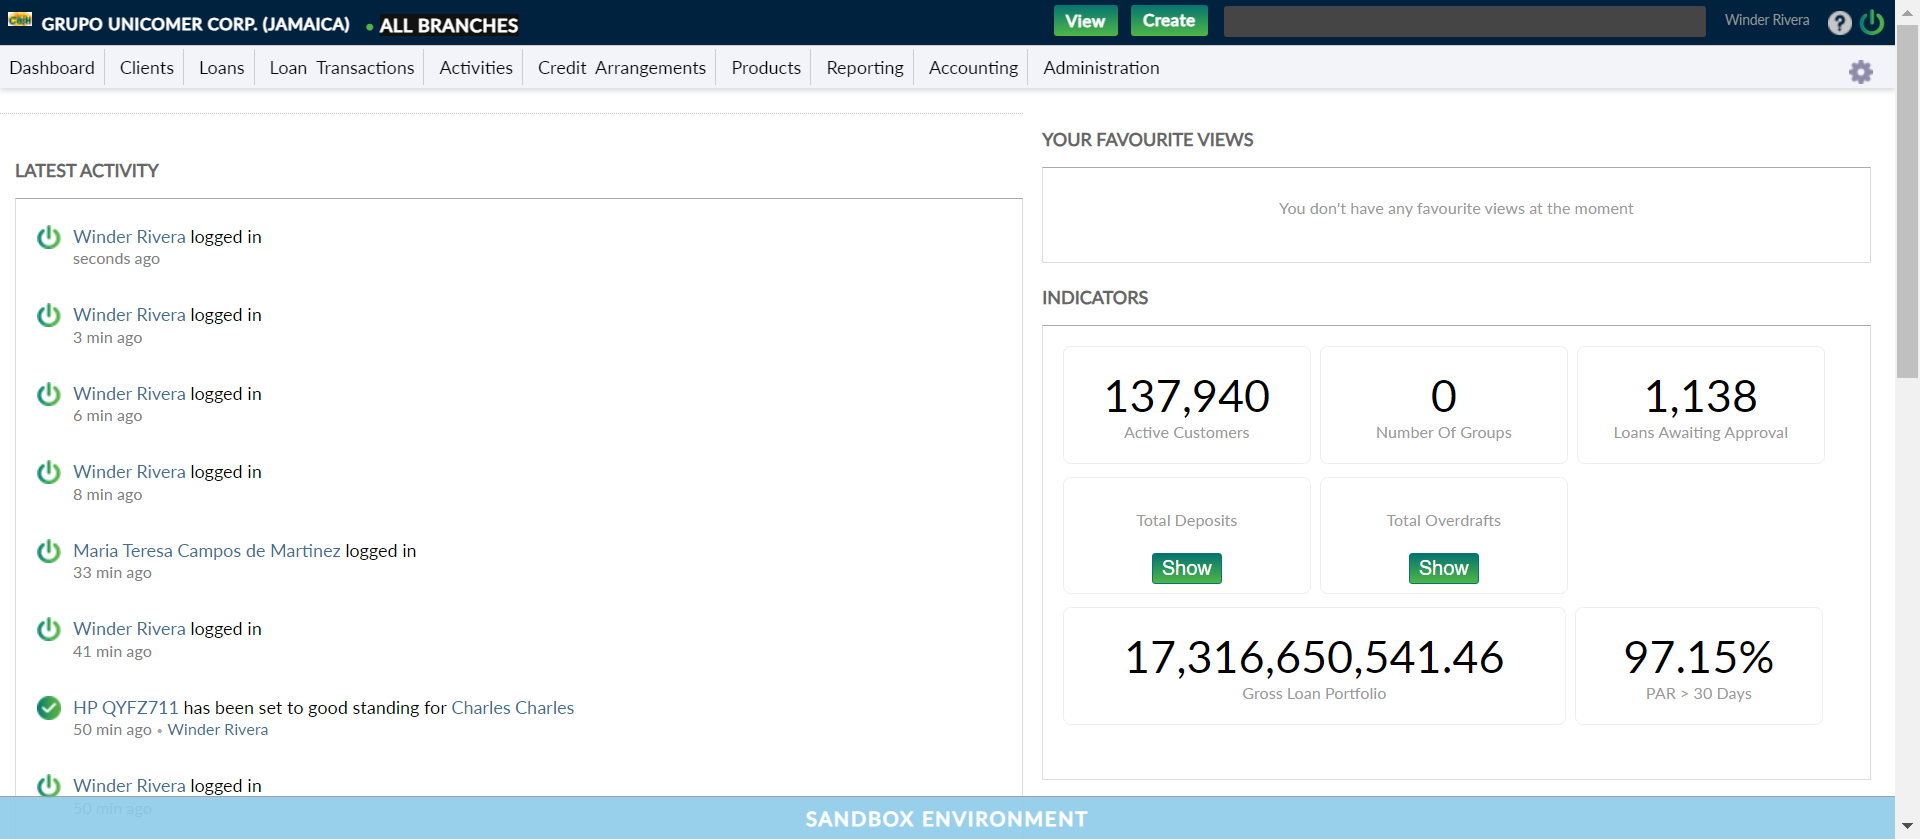 Cash
GRUPO UNICOMER CORP. (JAMAICA) • ALL BRANCHES
View
Create
Winder Rivera
?
Dashboard
Clients
Loans
Loan Transactions
Activities
Credit Arrangements
Products
Reporting
Accounting
Administration
LATEST ACTIVITY
Winder Rivera logged in
seconds ago
Winder Rivera logged in
3 min ago
Winder Rivera logged in
6 min ago
Winder Rivera logged in
8 min ago
Maria Teresa Campos de Martinez logged in
33 min ago
Winder Rivera logged in
41 min ago
HP QYFZ711 has been set to good standing for Charles Charles
50 min ago • Winder Rivera
Winder Rivera logged in
50 min ago
YOUR FAVOURITE VIEWS
You don't have any favourite views at the moment
INDICATORS
137,940
Active Customers
0
Number Of Groups
1,138
Loans Awaiting Approval
Total Deposits
Show
Total Overdrafts
Show
17,316,650,541.46
Gross Loan Portfolio
97.15%
PAR > 30 Days
SANDBOX ENVIRONMENT